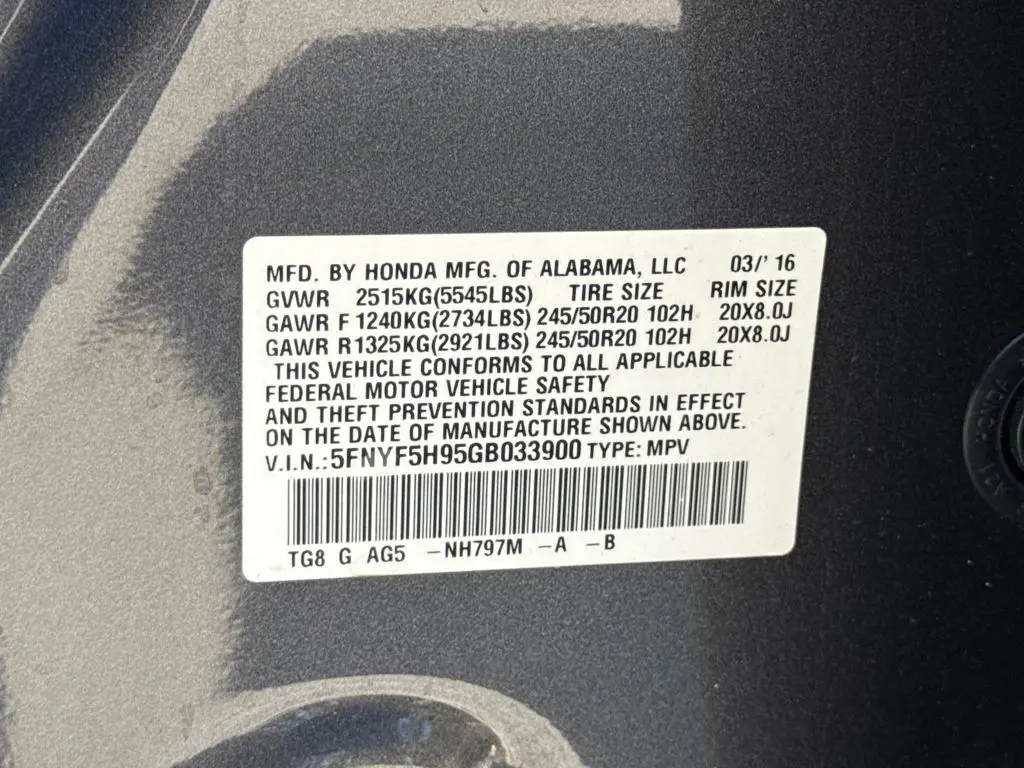 MFD. BY HONDA MFG. OF ALABAMA, LLC 03/' 16
GVWR 2515KG(5545LBS) TIRE SIZE RIM SIZE
GAWR F 1240KG(2734LBS) 245/50R20 102H 20X8.0J
GAWR R 1325KG(2921LBS) 245/50R20 102H 20X8.0J
THIS VEHICLE CONFORMS TO ALL APPLICABLE
FEDERAL MOTOR VEHICLE SAFETY
AND THEFT PREVENTION STANDARDS IN EFFECT
ON THE DATE OF MANUFACTURE SHOWN ABOVE.
V.I.N.:5FNYF5H95GB033900 TYPE: MPV
TG8 G AG5 -NH797M -A -B
HONDA